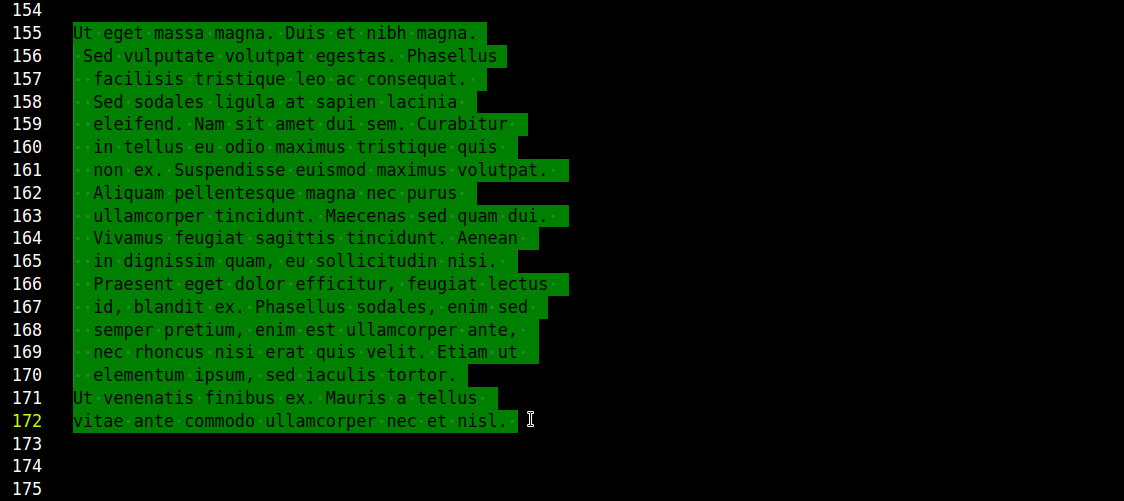 154
155 Ut eget massa magna. Duis et nibh magna.
156  Sed vulputate volutpat egestas. Phasellus
157   facilisis tristique leo ac consequat.
158   Sed sodales ligula at sapien lacinia
159   eleifend. Nam sit amet dui sem. Curabitur
160   in tellus eu odio maximus tristique quis
161   non ex. Suspendisse euismod maximus volutpat.
162   Aliquam pellentesque magna nec purus
163   ullamcorper tincidunt. Maecenas sed quam dui.
164   Vivamus feugiat sagittis tincidunt. Aenean
165   in dignissim quam, eu sollicitudin nisi.
166   Praesent eget dolor efficitur, feugiat lectus
167   id, blandit ex. Phasellus sodales, enim sed
168   semper pretium, enim est ullamcorper ante,
169   nec rhoncus nisi erat quis velit. Etiam ut
170   elementum ipsum, sed iaculis tortor.
171 Ut venenatis finibus ex. Mauris a tellus
172 vitae ante commodo ullamcorper nec et nisl.
173
174
175